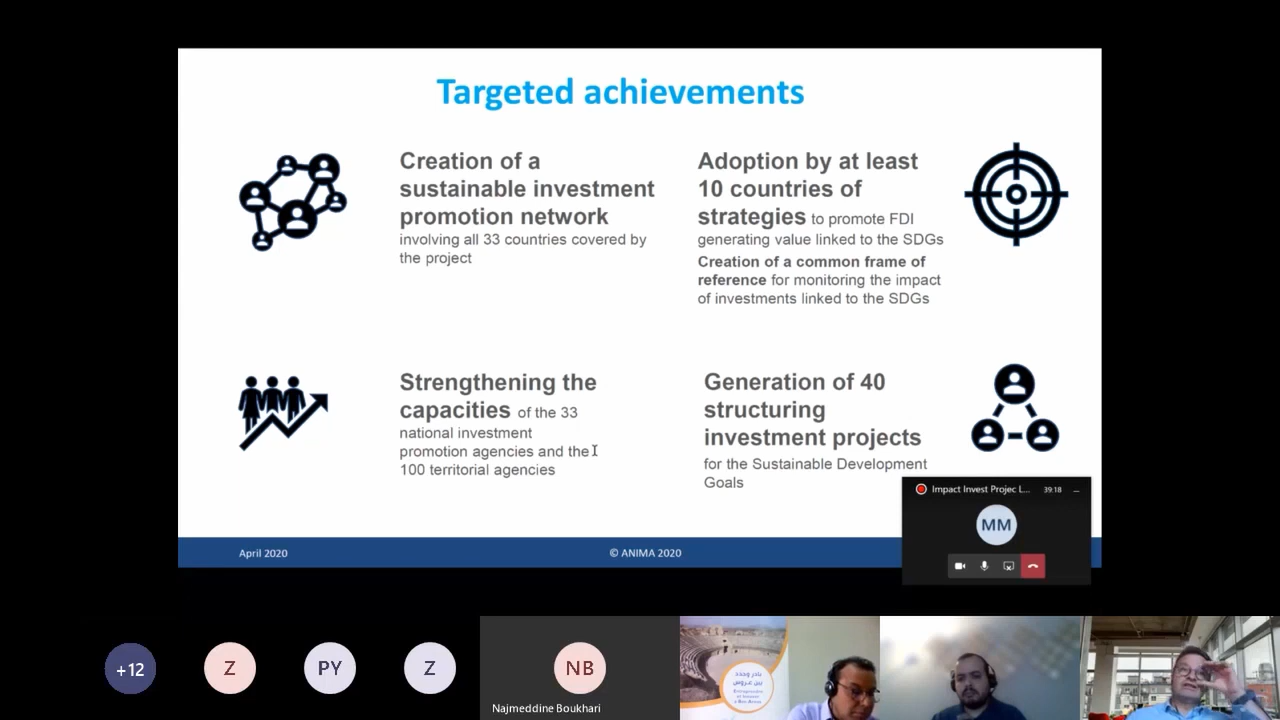 Targeted achievements
Creation of a
sustainable investment
promotion network
involving all 33 countries covered by
the project
Adoption by at least
10 countries of
strategies to promote FDI
generating value linked to the SDGs
Creation of a common frame of
reference for monitoring the impact
of investments linked to the SDGs
Strengthening the
capacities of the 33
national investment
promotion agencies and the
100 territorial agencies
Generation of 40
structuring
investment projects
for the Sustainable Development
Goals
April 2020
© ANIMA 2020
Impact Invest Projec L...
39:18
MM
+12
Z
PY
Z
NB
Najmeddine Boukhari